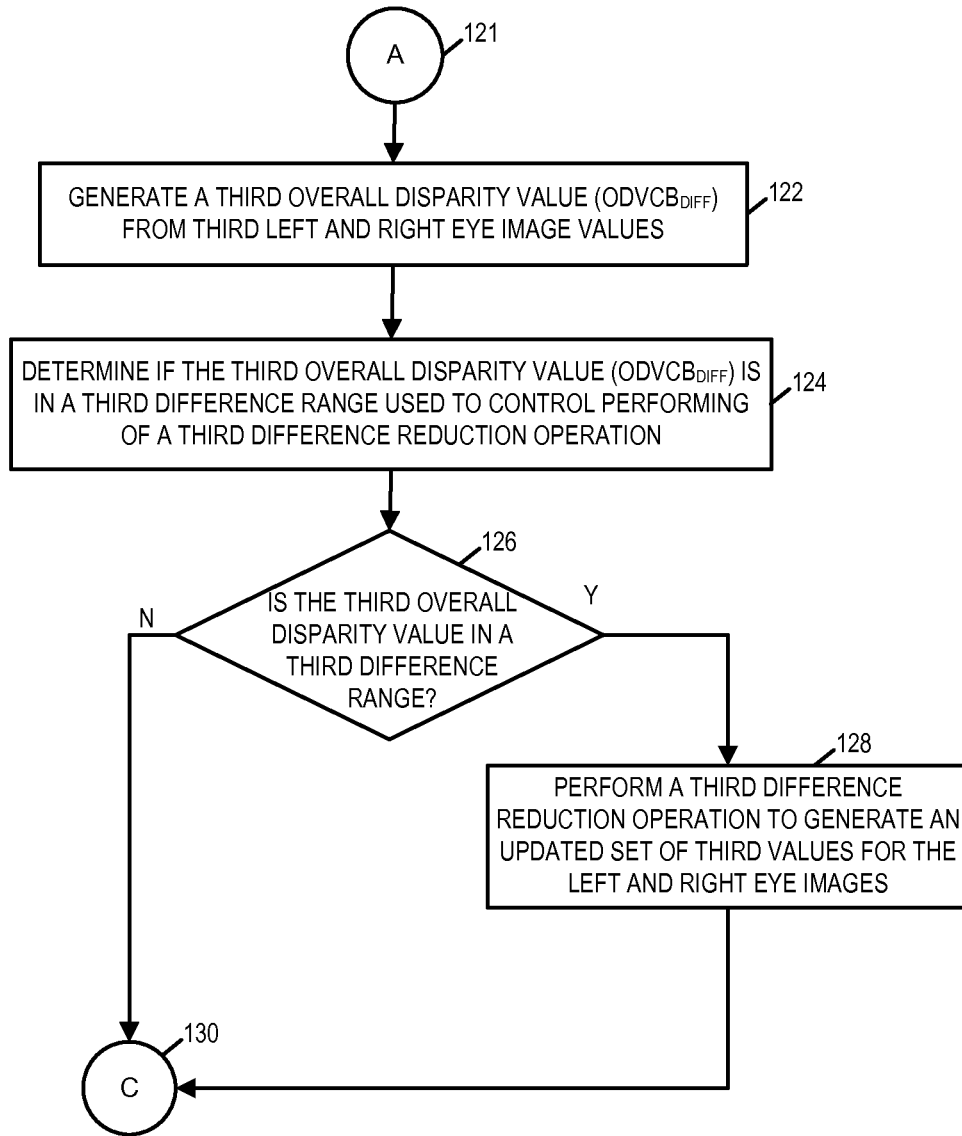 A
121
GENERATE A THIRD OVERALL DISPARITY VALUE (ODVCBDIFF)
FROM THIRD LEFT AND RIGHT EYE IMAGE VALUES
122
DETERMINE IF THE THIRD OVERALL DISPARITY VALUE (ODVCBDIFF) IS
IN A THIRD DIFFERENCE RANGE USED TO CONTROL PERFORMING
OF A THIRD DIFFERENCE REDUCTION OPERATION
124
126
N
Y
IS THE THIRD OVERALL
DISPARITY VALUE IN A
THIRD DIFFERENCE
RANGE?
128
PERFORM A THIRD DIFFERENCE
REDUCTION OPERATION TO GENERATE AN
UPDATED SET OF THIRD VALUES FOR THE
LEFT AND RIGHT EYE IMAGES
130
C